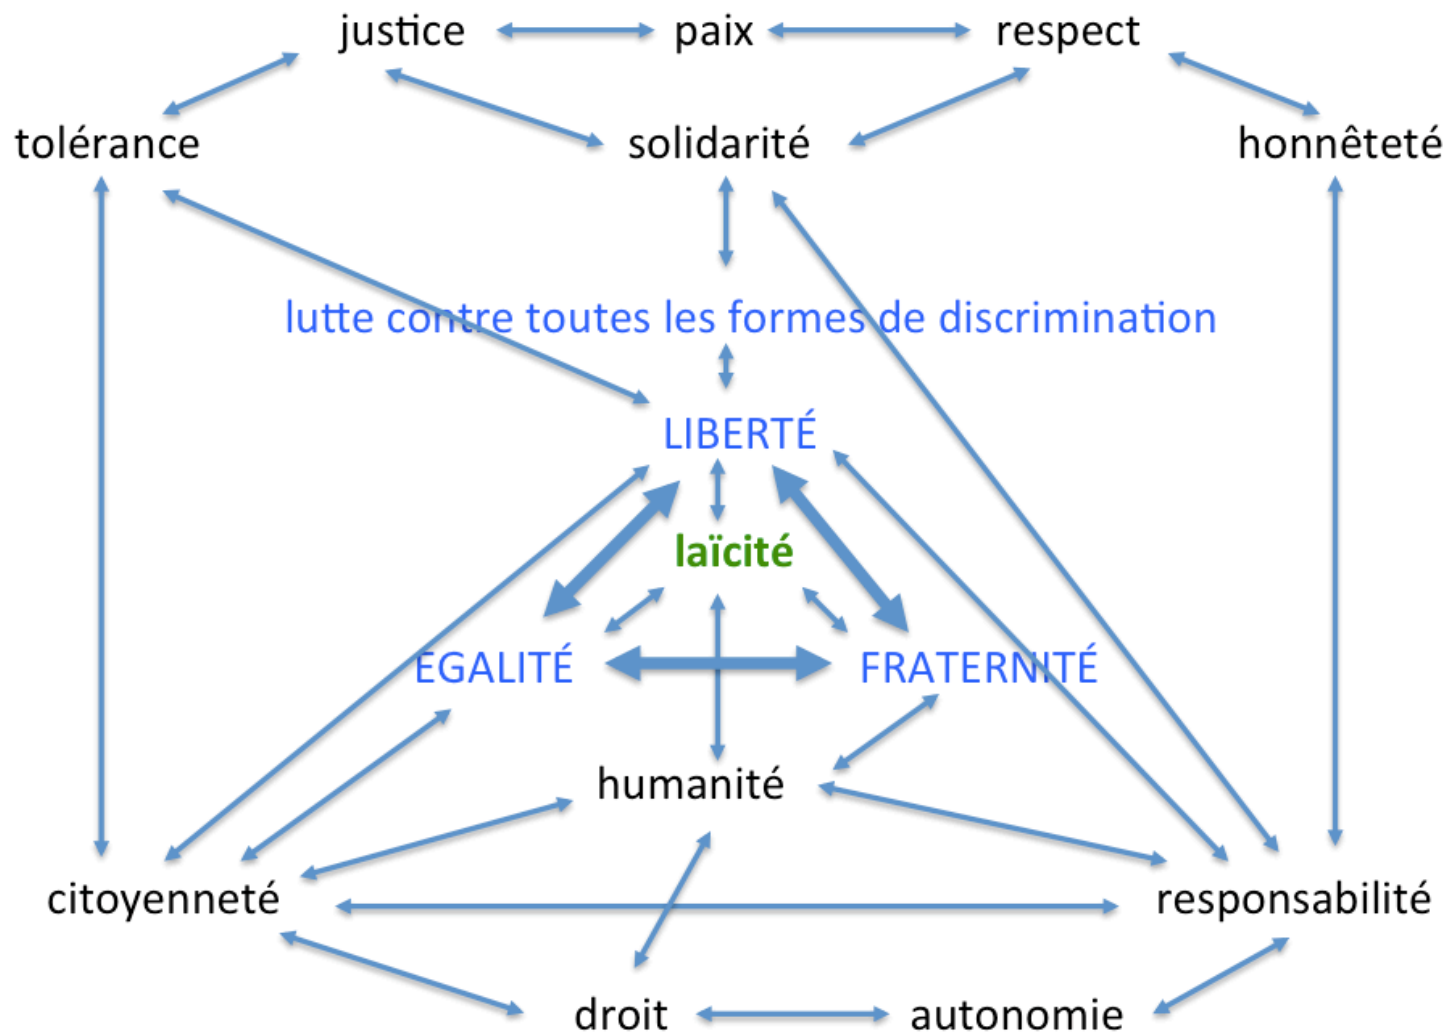 justice paix respect
tolérance solidarité honnêteté
lutte contre toutes les formes de discrimination
LIBERTÉ
laïcité
EGALITÉ FRATERNITÉ
humanité
citoyenneté responsabilité
droit autonomie